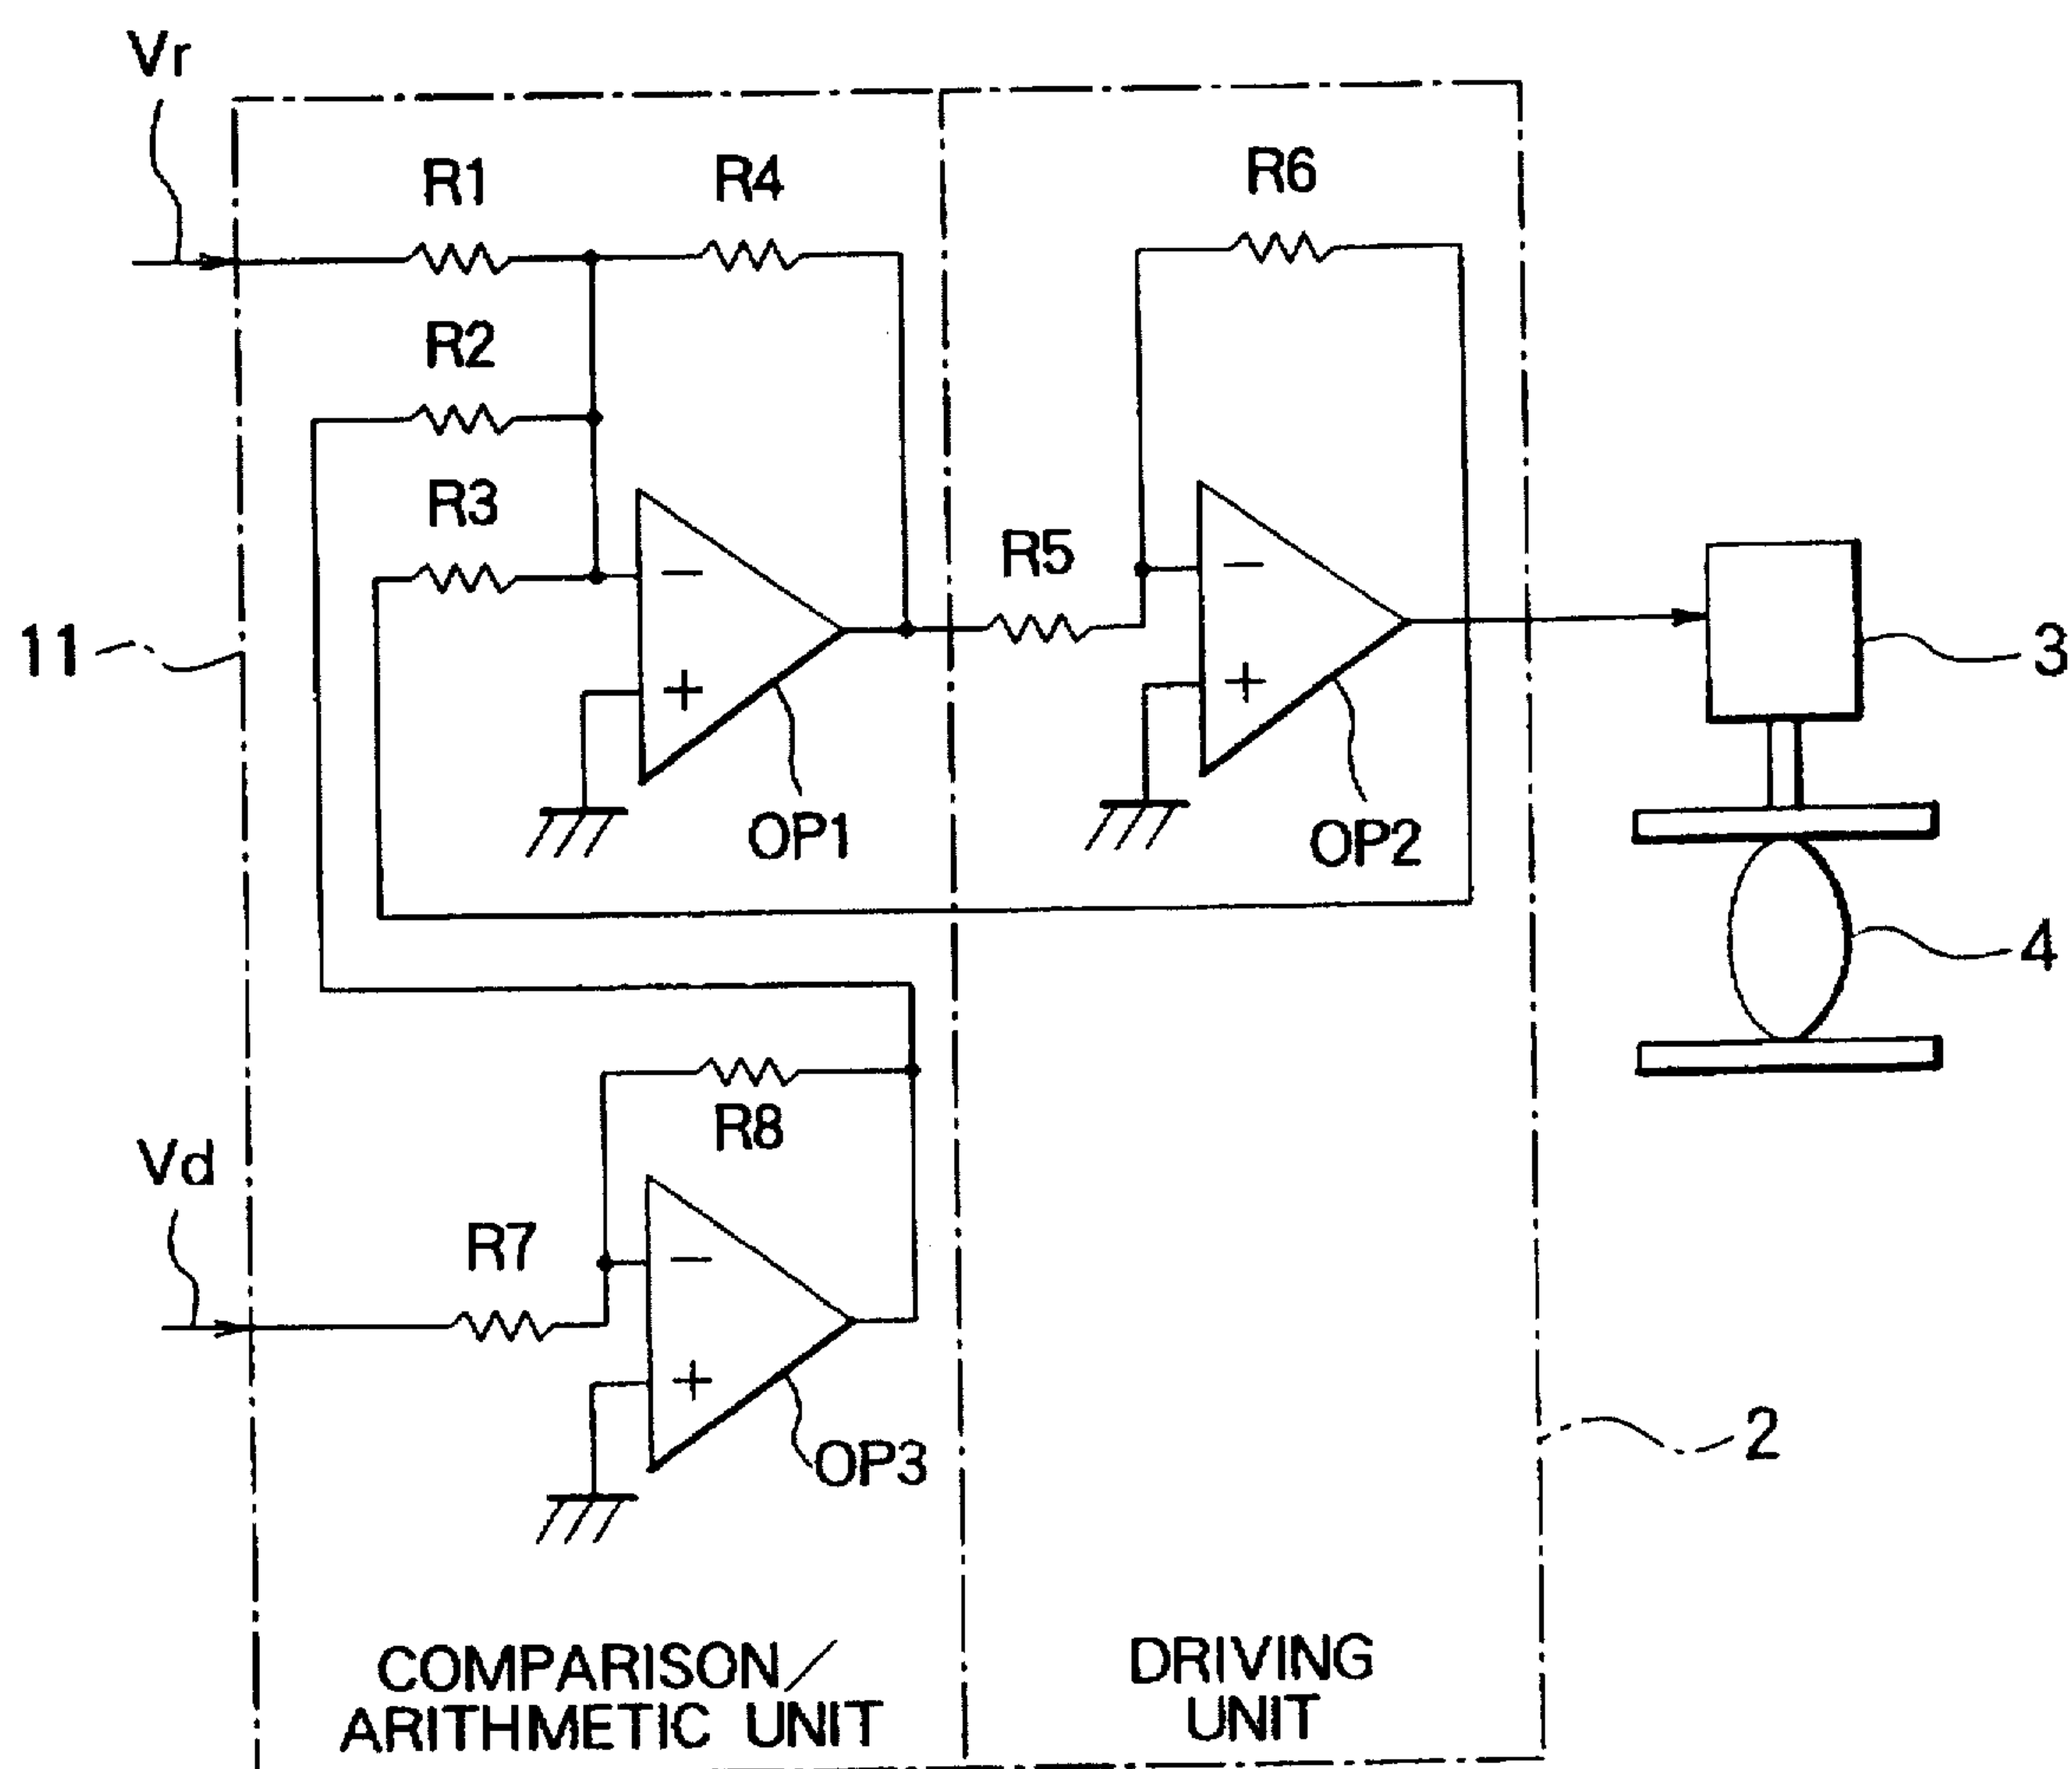 Vr
R1
R4
R6
R2
R3
R5
−
−
11
3
+
+
OP1
OP2
4
R8
Vd
R7
−
+
OP3
2
COMPARISON/
ARITHMETIC UNIT
DRIVING
UNIT